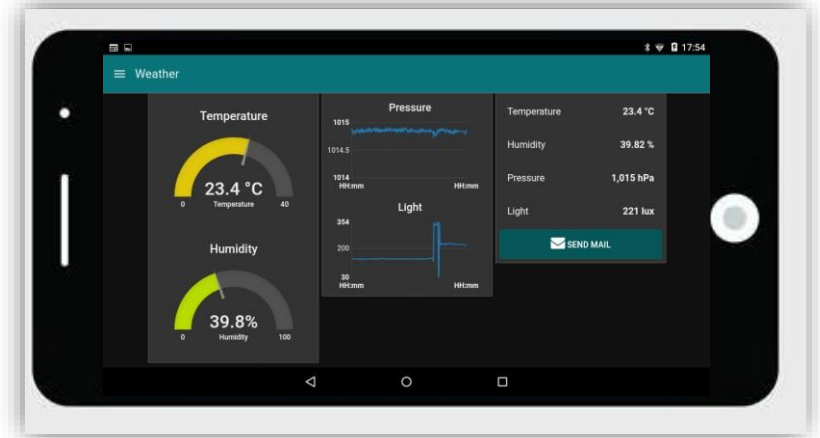 17:54
Weather
Temperature
23.4 °C
0 Temperature 40
Humidity
39.8%
0 Humidity 100
Pressure
1015
1014.5
1014
HH:mm HH:mm
Light
354
200
30
HH:mm HH:mm
Temperature 23.4 °C
Humidity 39.82 %
Pressure 1,015 hPa
Light 221 lux
SEND MAIL